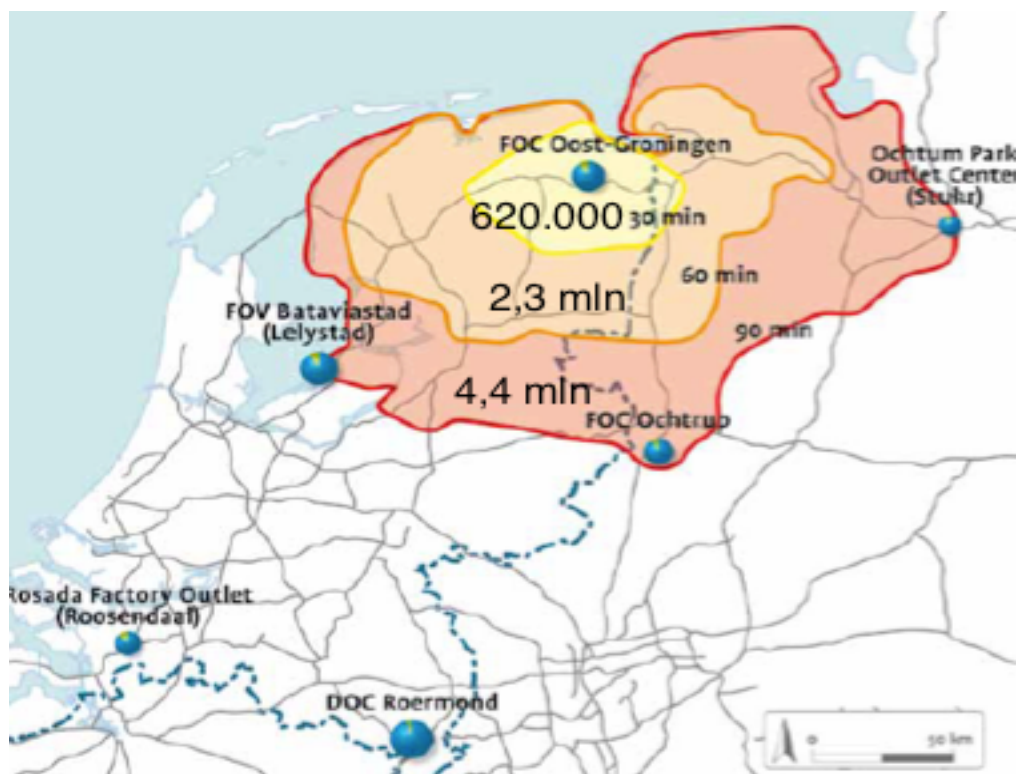 FOC Oost-Groningen
Ochtum Park
Outlet Center
(Stuhr)
620.000
30 min
60 min
2,3 mln
FOV Bataviastad
(Lelystad)
90 min
4,4 mln
FOC Ochtrup
Rosada Factory Outlet
(Roosendaal)
DOC Roermond
0
50 km